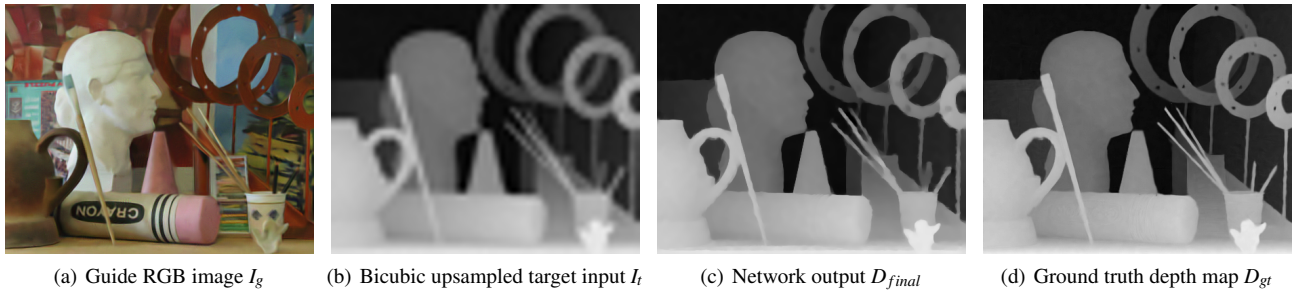 CRAYON
(a) Guide RGB image I_g
(b) Bicubic upsampled target input I_t
(c) Network output D_final
(d) Ground truth depth map D_gt